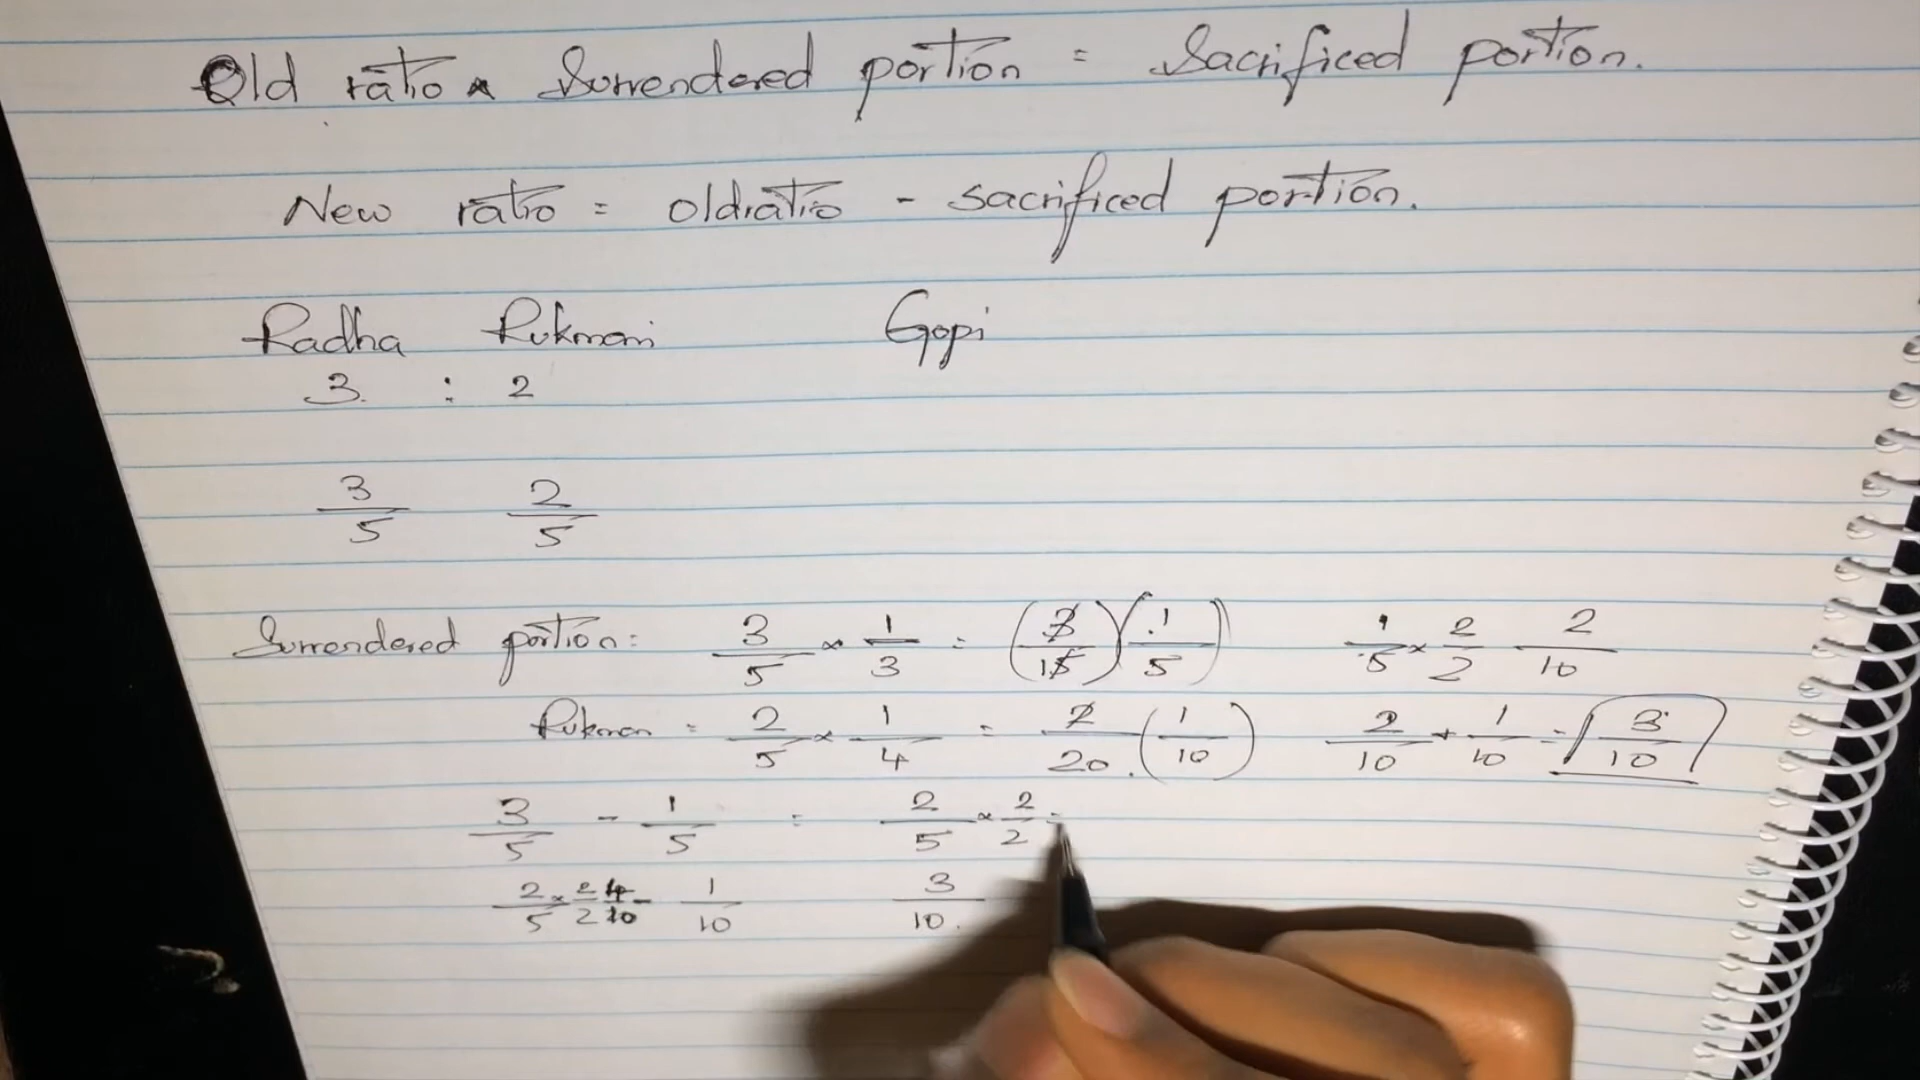 Old ratio × Surrendered portion = Sacrificed portion.
New ratio = oldratio - sacrificed portion.
Radha Rukmani Gopi
3 : 2
3/5 2/5
Surrendered portion = 3/5 × 1/3 = (3/15) (1/5) 1/5 × 2/2 2/10
Rukman = 2/5 × 1/4 = 2/20 (1/10) 2/10 + 1/10 = 3/10
3/5 - 1/5 = 2/5 × 2/2 =
2/5 × 2/2 4/10 - 1/10 3/10.